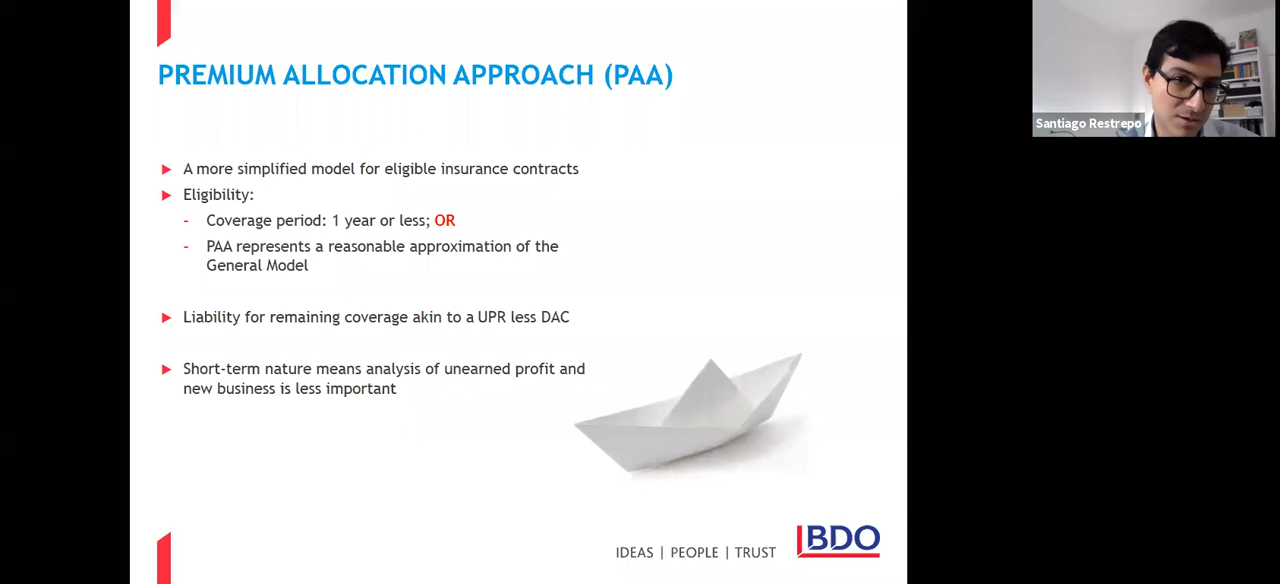 PREMIUM ALLOCATION APPROACH (PAA)
Santiago Restrepo
► A more simplified model for eligible insurance contracts
► Eligibility:
- Coverage period: 1 year or less; OR
- PAA represents a reasonable approximation of the
General Model
► Liability for remaining coverage akin to a UPR less DAC
► Short-term nature means analysis of unearned profit and
new business is less important
IDEAS | PEOPLE | TRUST
BDO